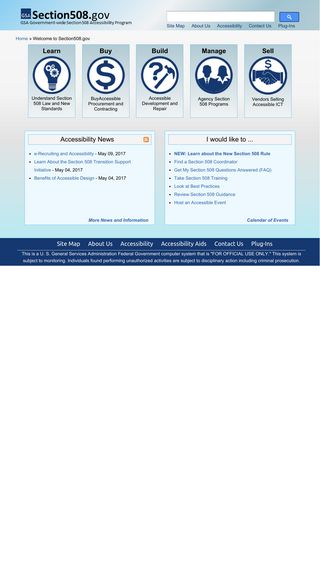 GSA Section508.gov
GSA Government-wide Section 508 Accessibility Program
Site Map About Us Accessibility Contact Us Plug-Ins
Home » Welcome to Section508.gov
Learn
Understand Section
508 Law and New
Standards
Buy
BuyAccessible
Procurement and
Contracting
Build
Accessible
Development and
Repair
Manage
Agency Section
508 Programs
Sell
Vendors Selling
Accessible ICT
Accessibility News
e-Recruiting and Accessibility - May 09, 2017
Learn About the Section 508 Transition Support
Initiative - May 04, 2017
Benefits of Accessible Design - May 04, 2017
More News and Information
I would like to ...
NEW: Learn about the New Section 508 Rule
Find a Section 508 Coordinator
Get My Section 508 Questions Answered (FAQ)
Take Section 508 Training
Look at Best Practices
Review Section 508 Guidance
Host an Accessible Event
Calendar of Events
Site Map About Us Accessibility Accessibility Aids Contact Us Plug-Ins
This is a U. S. General Services Administration Federal Government computer system that is "FOR OFFICIAL USE ONLY." This system is
subject to monitoring. Individuals found performing unauthorized activities are subject to disciplinary action including criminal prosecution.